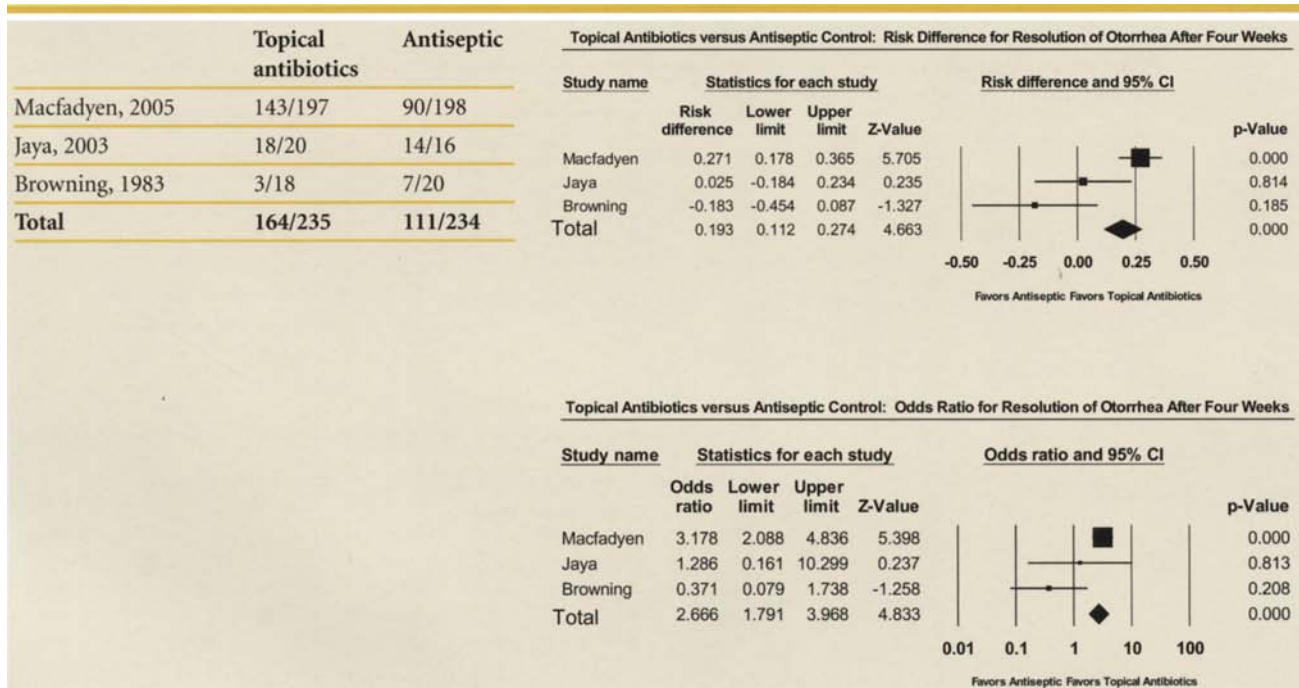 Topical antibiotics Antiseptic
Macfadyen, 2005 143/197 90/198
Jaya, 2003 18/20 14/16
Browning, 1983 3/18 7/20
Total 164/235 111/234
Topical Antibiotics versus Antiseptic Control: Risk Difference for Resolution of Otorrhea After Four Weeks
Study name Statistics for each study Risk difference and 95% CI
Risk difference Lower limit Upper limit Z-Value p-Value
Macfadyen 0.271 0.178 0.365 5.705 0.000
Jaya 0.025 -0.184 0.234 0.235 0.814
Browning -0.183 -0.454 0.087 -1.327 0.185
Total 0.193 0.112 0.274 4.663 0.000
-0.50 -0.25 0.00 0.25 0.50
Favors Antiseptic Favors Topical Antibiotics
Topical Antibiotics versus Antiseptic Control: Odds Ratio for Resolution of Otorrhea After Four Weeks
Study name Statistics for each study Odds ratio and 95% CI
Odds ratio Lower limit Upper limit Z-Value p-Value
Macfadyen 3.178 2.088 4.836 5.398 0.000
Jaya 1.286 0.161 10.299 0.237 0.813
Browning 0.371 0.079 1.738 -1.258 0.208
Total 2.666 1.791 3.968 4.833 0.000
0.01 0.1 1 10 100
Favors Antiseptic Favors Topical Antibiotics